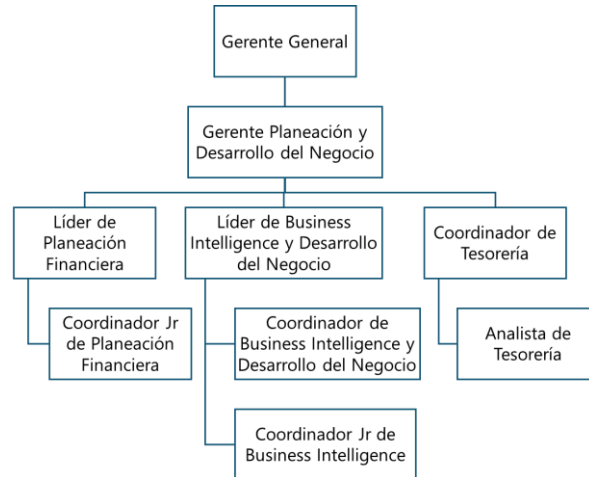 Gerente General
Gerente Planeación y
Desarrollo del Negocio
Líder de
Planeación
Financiera
Líder de Business
Intelligence y Desarrollo
del Negocio
Coordinador de
Tesorería
Coordinador Jr
de Planeación
Financiera
Coordinador de
Business Intelligence y
Desarrollo del Negocio
Analista de
Tesorería
Coordinador Jr de
Business Intelligence